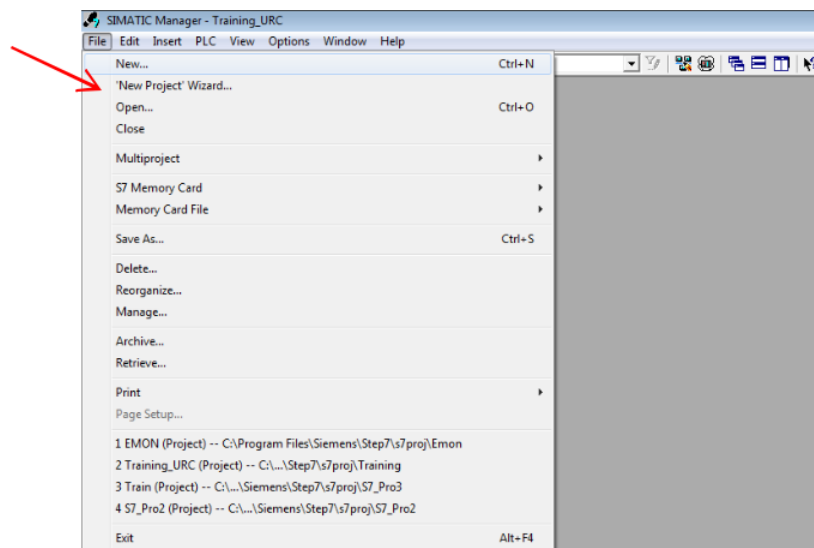 SIMATIC Manager - Training_URC
File Edit Insert PLC View Options Window Help
New... Ctrl+N
'New Project' Wizard...
Open... Ctrl+O
Close
Multiproject
S7 Memory Card
Memory Card File
Save As... Ctrl+S
Delete...
Reorganize...
Manage...
Archive...
Retrieve...
Print
Page Setup...
1 EMON (Project) -- C:\Program Files\Siemens\Step7\s7proj\Emon
2 Training_URC (Project) -- C:\...\Step7\s7proj\Training
3 Train (Project) -- C:\...\Siemens\Step7\s7proj\S7_Pro3
4 S7_Pro2 (Project) -- C:\...\Siemens\Step7\s7proj\S7_Pro2
Exit Alt+F4